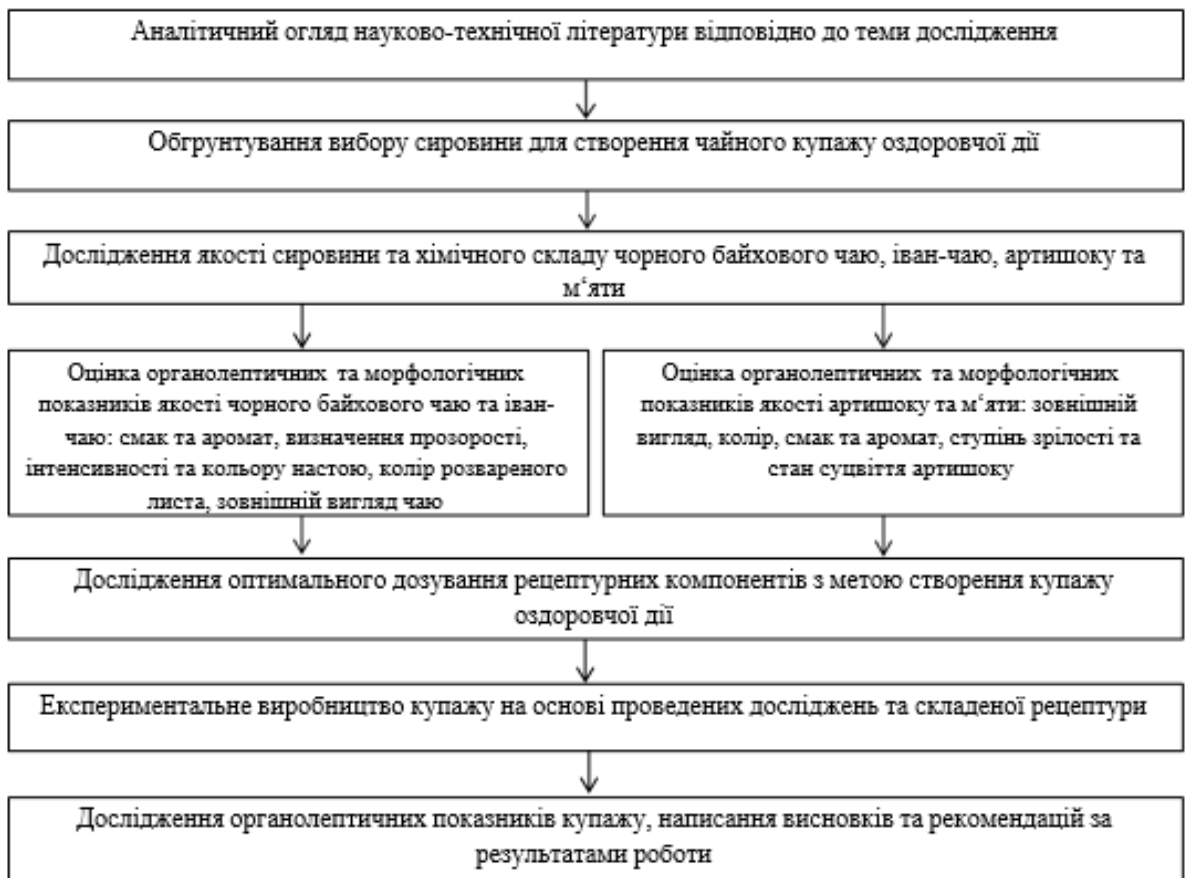 Аналітичний огляд науково-технічної літератури відповідно до теми дослідження
Обгрунтування вибору сировини для створення чайного купажу оздоровчої дії
Дослідження якості сировини та хімічного складу чорного байхового чаю, іван-чаю, артишоку та
м‘яти
Оцінка органолептичних та морфологічних
показників якості чорного байхового чаю та іван-
чаю: смак та аромат, визначення прозорості,
інтенсивності та кольору настою, колір розвареного
листа, зовнішній вигляд чаю
Оцінка органолептичних та морфологічних
показників якості артишоку та м‘яти: зовнішній
вигляд, колір, смак та аромат, ступінь зрілості та
стан суцвіття артишоку
Дослідження оптимального дозування рецептурних компонентів з метою створення купажу
оздоровчої дії
Експериментальне виробництво купажу на основі проведених досліджень та складеної рецептури
Дослідження органолептичних показників купажу, написання висновків та рекомендацій за
результатами роботи